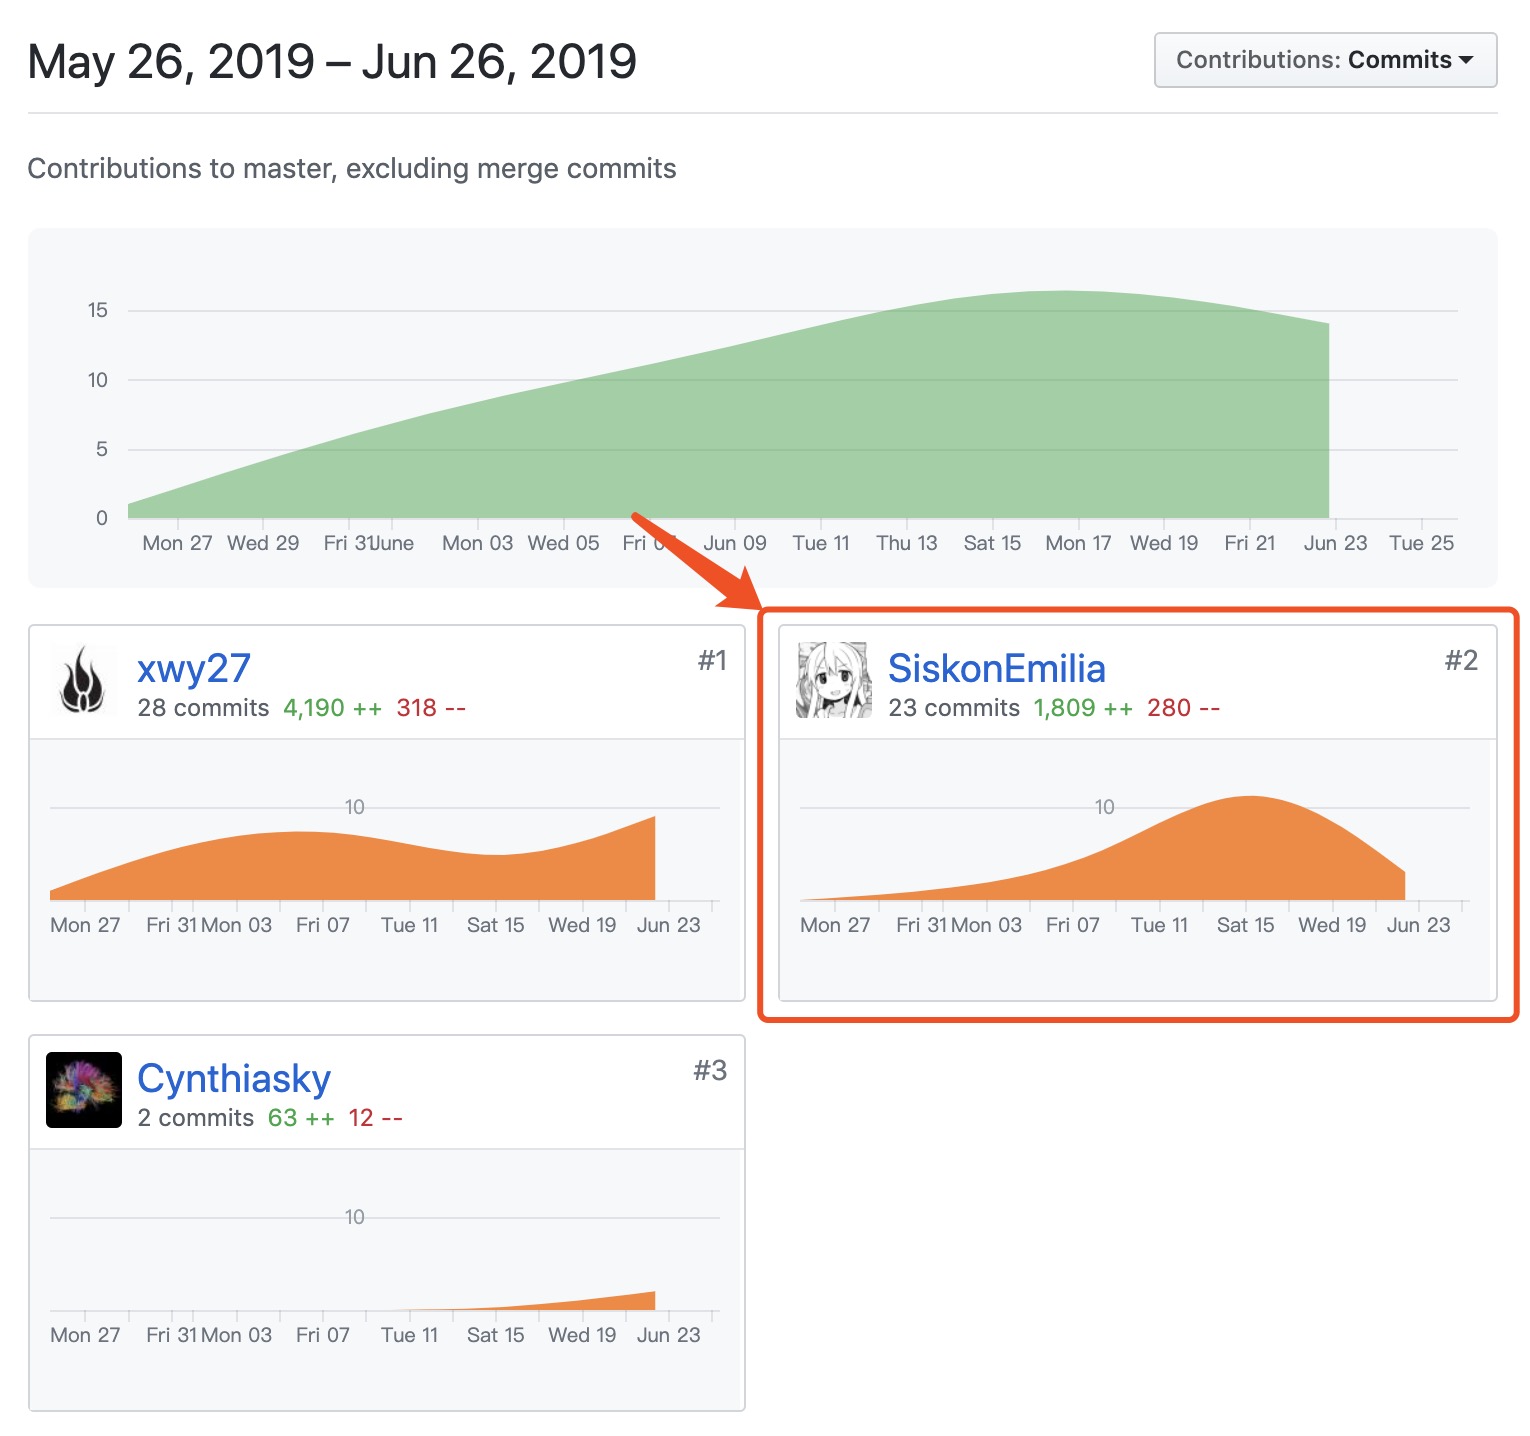 May 26, 2019 – Jun 26, 2019
Contributions: Commits
Contributions to master, excluding merge commits
15
10
5
0
Mon 27 Wed 29 Fri 31 June Mon 03 Wed 05 Fri Jun 09 Tue 11 Thu 13 Sat 15 Mon 17 Wed 19 Fri 21 Jun 23 Tue 25
xwy27 #1
28 commits 4,190 ++ 318 --
10
Mon 27 Fri 31 Mon 03 Fri 07 Tue 11 Sat 15 Wed 19 Jun 23
SiskonEmilia #2
23 commits 1,809 ++ 280 --
10
Mon 27 Fri 31 Mon 03 Fri 07 Tue 11 Sat 15 Wed 19 Jun 23
Cynthiasky #3
2 commits 63 ++ 12 --
10
Mon 27 Fri 31 Mon 03 Fri 07 Tue 11 Sat 15 Wed 19 Jun 23